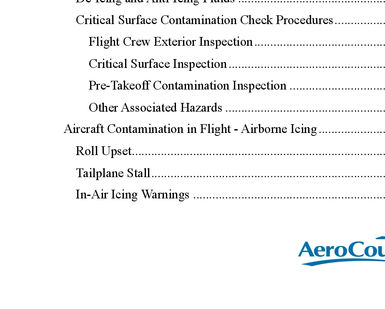 De-Icing and Anti-Icing Fluids ..........................................
Critical Surface Contamination Check Procedures ................
Flight Crew Exterior Inspection ..........................................
Critical Surface Inspection ..................................................
Pre-Takeoff Contamination Inspection ..............................
Other Associated Hazards ..................................................
Aircraft Contamination in Flight - Airborne Icing .....................
Roll Upset................................................................................
Tailplane Stall...........................................................................
In-Air Icing Warnings ...............................................................
AeroCou